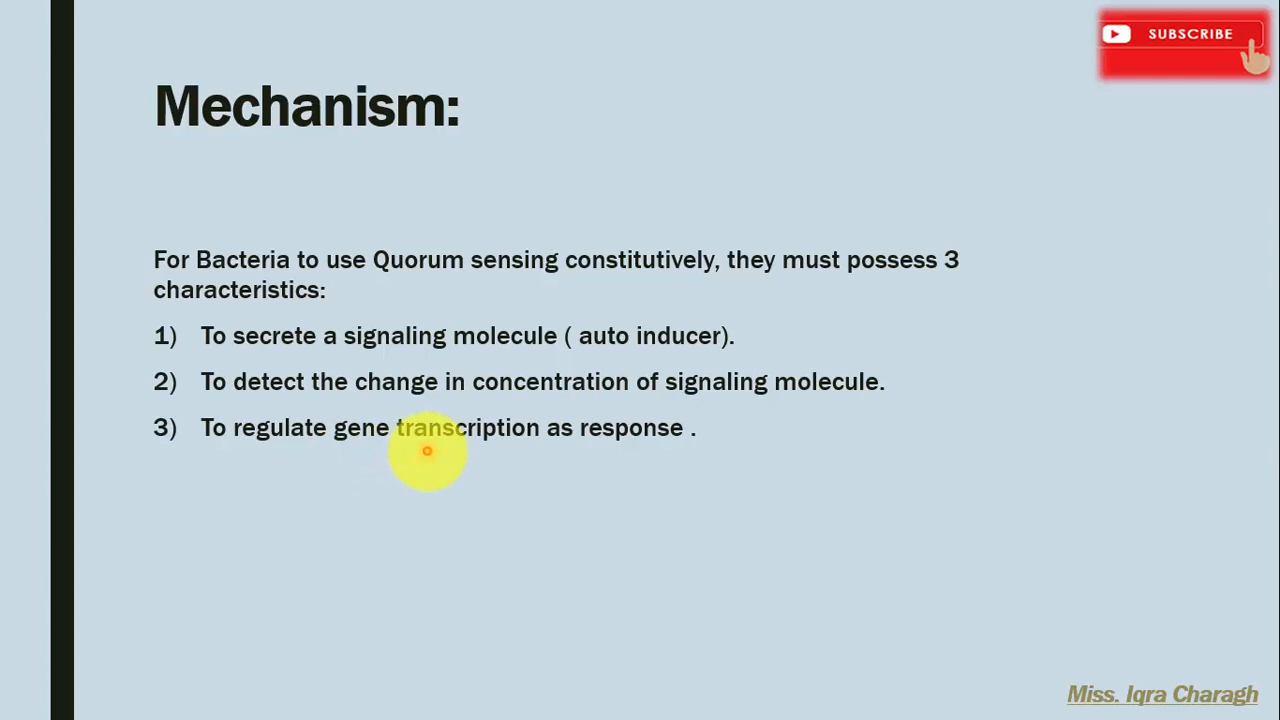 SUBSCRIBE
Mechanism:
For Bacteria to use Quorum sensing constitutively, they must possess 3
characteristics:
1) To secrete a signaling molecule ( auto inducer).
2) To detect the change in concentration of signaling molecule.
3) To regulate gene transcription as response .
Miss. Iqra Charagh